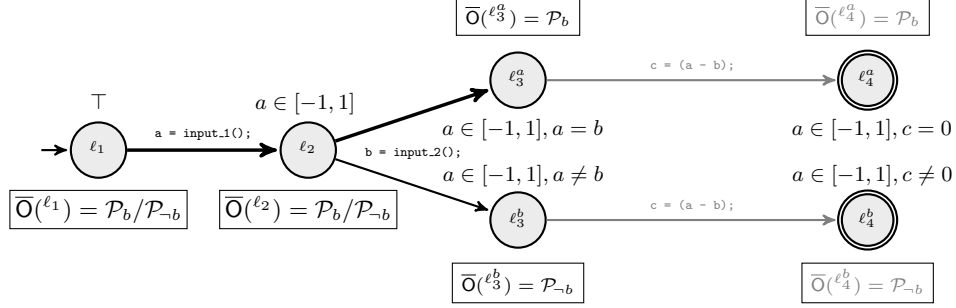 O̅(ℓ₃ᵃ) = 𝒫_b
O̅(ℓ₄ᵃ) = 𝒫_b
ℓ₃ᵃ
c = (a - b);
ℓ₄ᵃ
⊤
a ∈ [-1, 1]
a = input_1();
a ∈ [-1, 1], a = b
a ∈ [-1, 1], c = 0
ℓ₁
ℓ₂
b = input_2();
a ∈ [-1, 1], a ≠ b
a ∈ [-1, 1], c ≠ 0
O̅(ℓ₁) = 𝒫_b/𝒫_¬b
O̅(ℓ₂) = 𝒫_b/𝒫_¬b
ℓ₃ᵇ
c = (a - b);
ℓ₄ᵇ
O̅(ℓ₃ᵇ) = 𝒫_¬b
O̅(ℓ₄ᵇ) = 𝒫_¬b